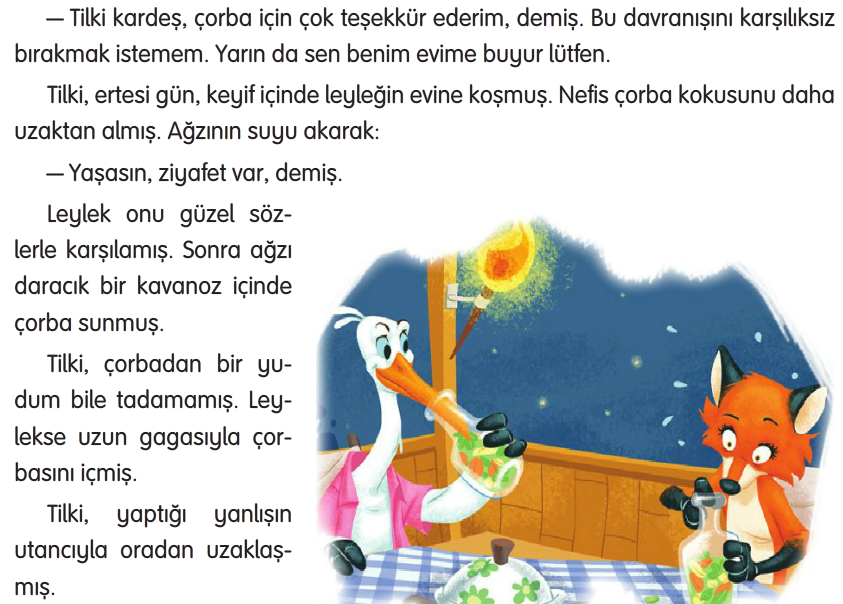 — Tilki kardeş, çorba için çok teşekkür ederim, demiş. Bu davranışını karşılıksız
bırakmak istemem. Yarın da sen benim evime buyur lütfen.
Tilki, ertesi gün, keyif içinde leyleğin evine koşmuş. Nefis çorba kokusunu daha
uzaktan almış. Ağzının suyu akarak:
— Yaşasın, ziyafet var, demiş.
Leylek onu güzel söz-
lerle karşılamış. Sonra ağzı
daracık bir kavanoz içinde
çorba sunmuş.
Tilki, çorbadan bir yu-
dum bile tadamamış. Ley-
lekse uzun gagasıyla çor-
basını içmiş.
Tilki, yaptığı yanlışın
utancıyla oradan uzaklaş-
mış.